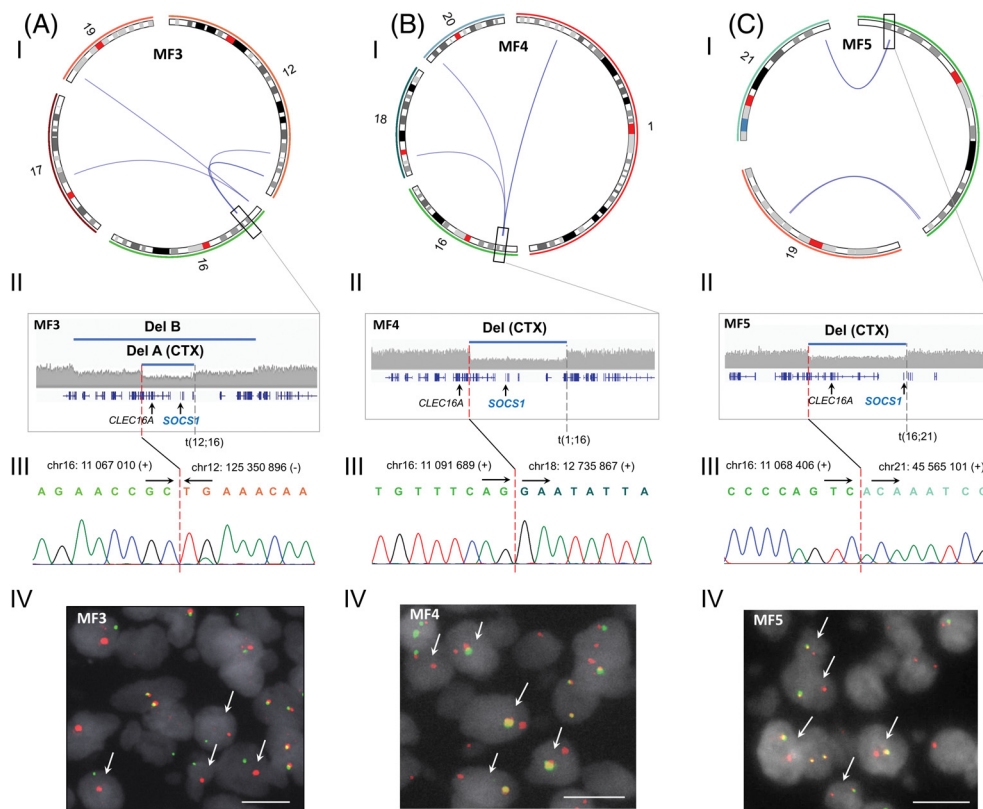 (A)
I
MF3
19
12
17
16
II
MF3
Del B
Del A (CTX)
CLEC16A
SOCS1
t(12;16)
III
chr16: 11 067 010 (+)
chr12: 125 350 896 (-)
A G A A C C G C T G A A A C A A
IV
MF3
(B)
I
MF4
20
1
18
16
II
MF4
Del (CTX)
CLEC16A
SOCS1
t(1;16)
III
chr16: 11 091 689 (+)
chr18: 12 735 867 (+)
T G T T T C A G G A A T A T T A
IV
MF4
(C)
I
MF5
21
19
II
MF5
Del (CTX)
CLEC16A
SOCS1
t(16;21)
III
chr16: 11 068 406 (+)
chr21: 45 565 101 (+)
C C C C A G T C A C A A A T C C
IV
MF5